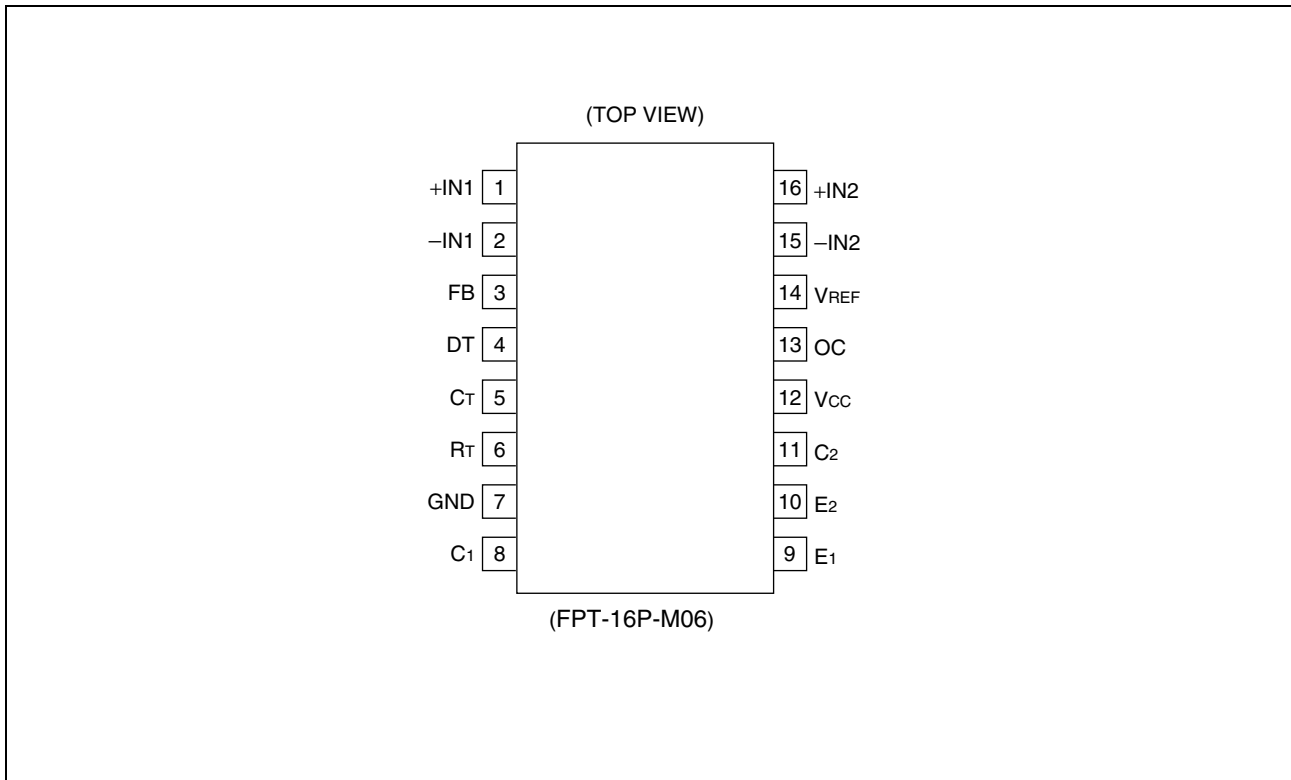 (TOP VIEW)
+IN1 1 16 +IN2
−IN1 2 15 −IN2
FB 3 14 VREF
DT 4 13 OC
CT 5 12 VCC
RT 6 11 C2
GND 7 10 E2
C1 8 9 E1
(FPT-16P-M06)